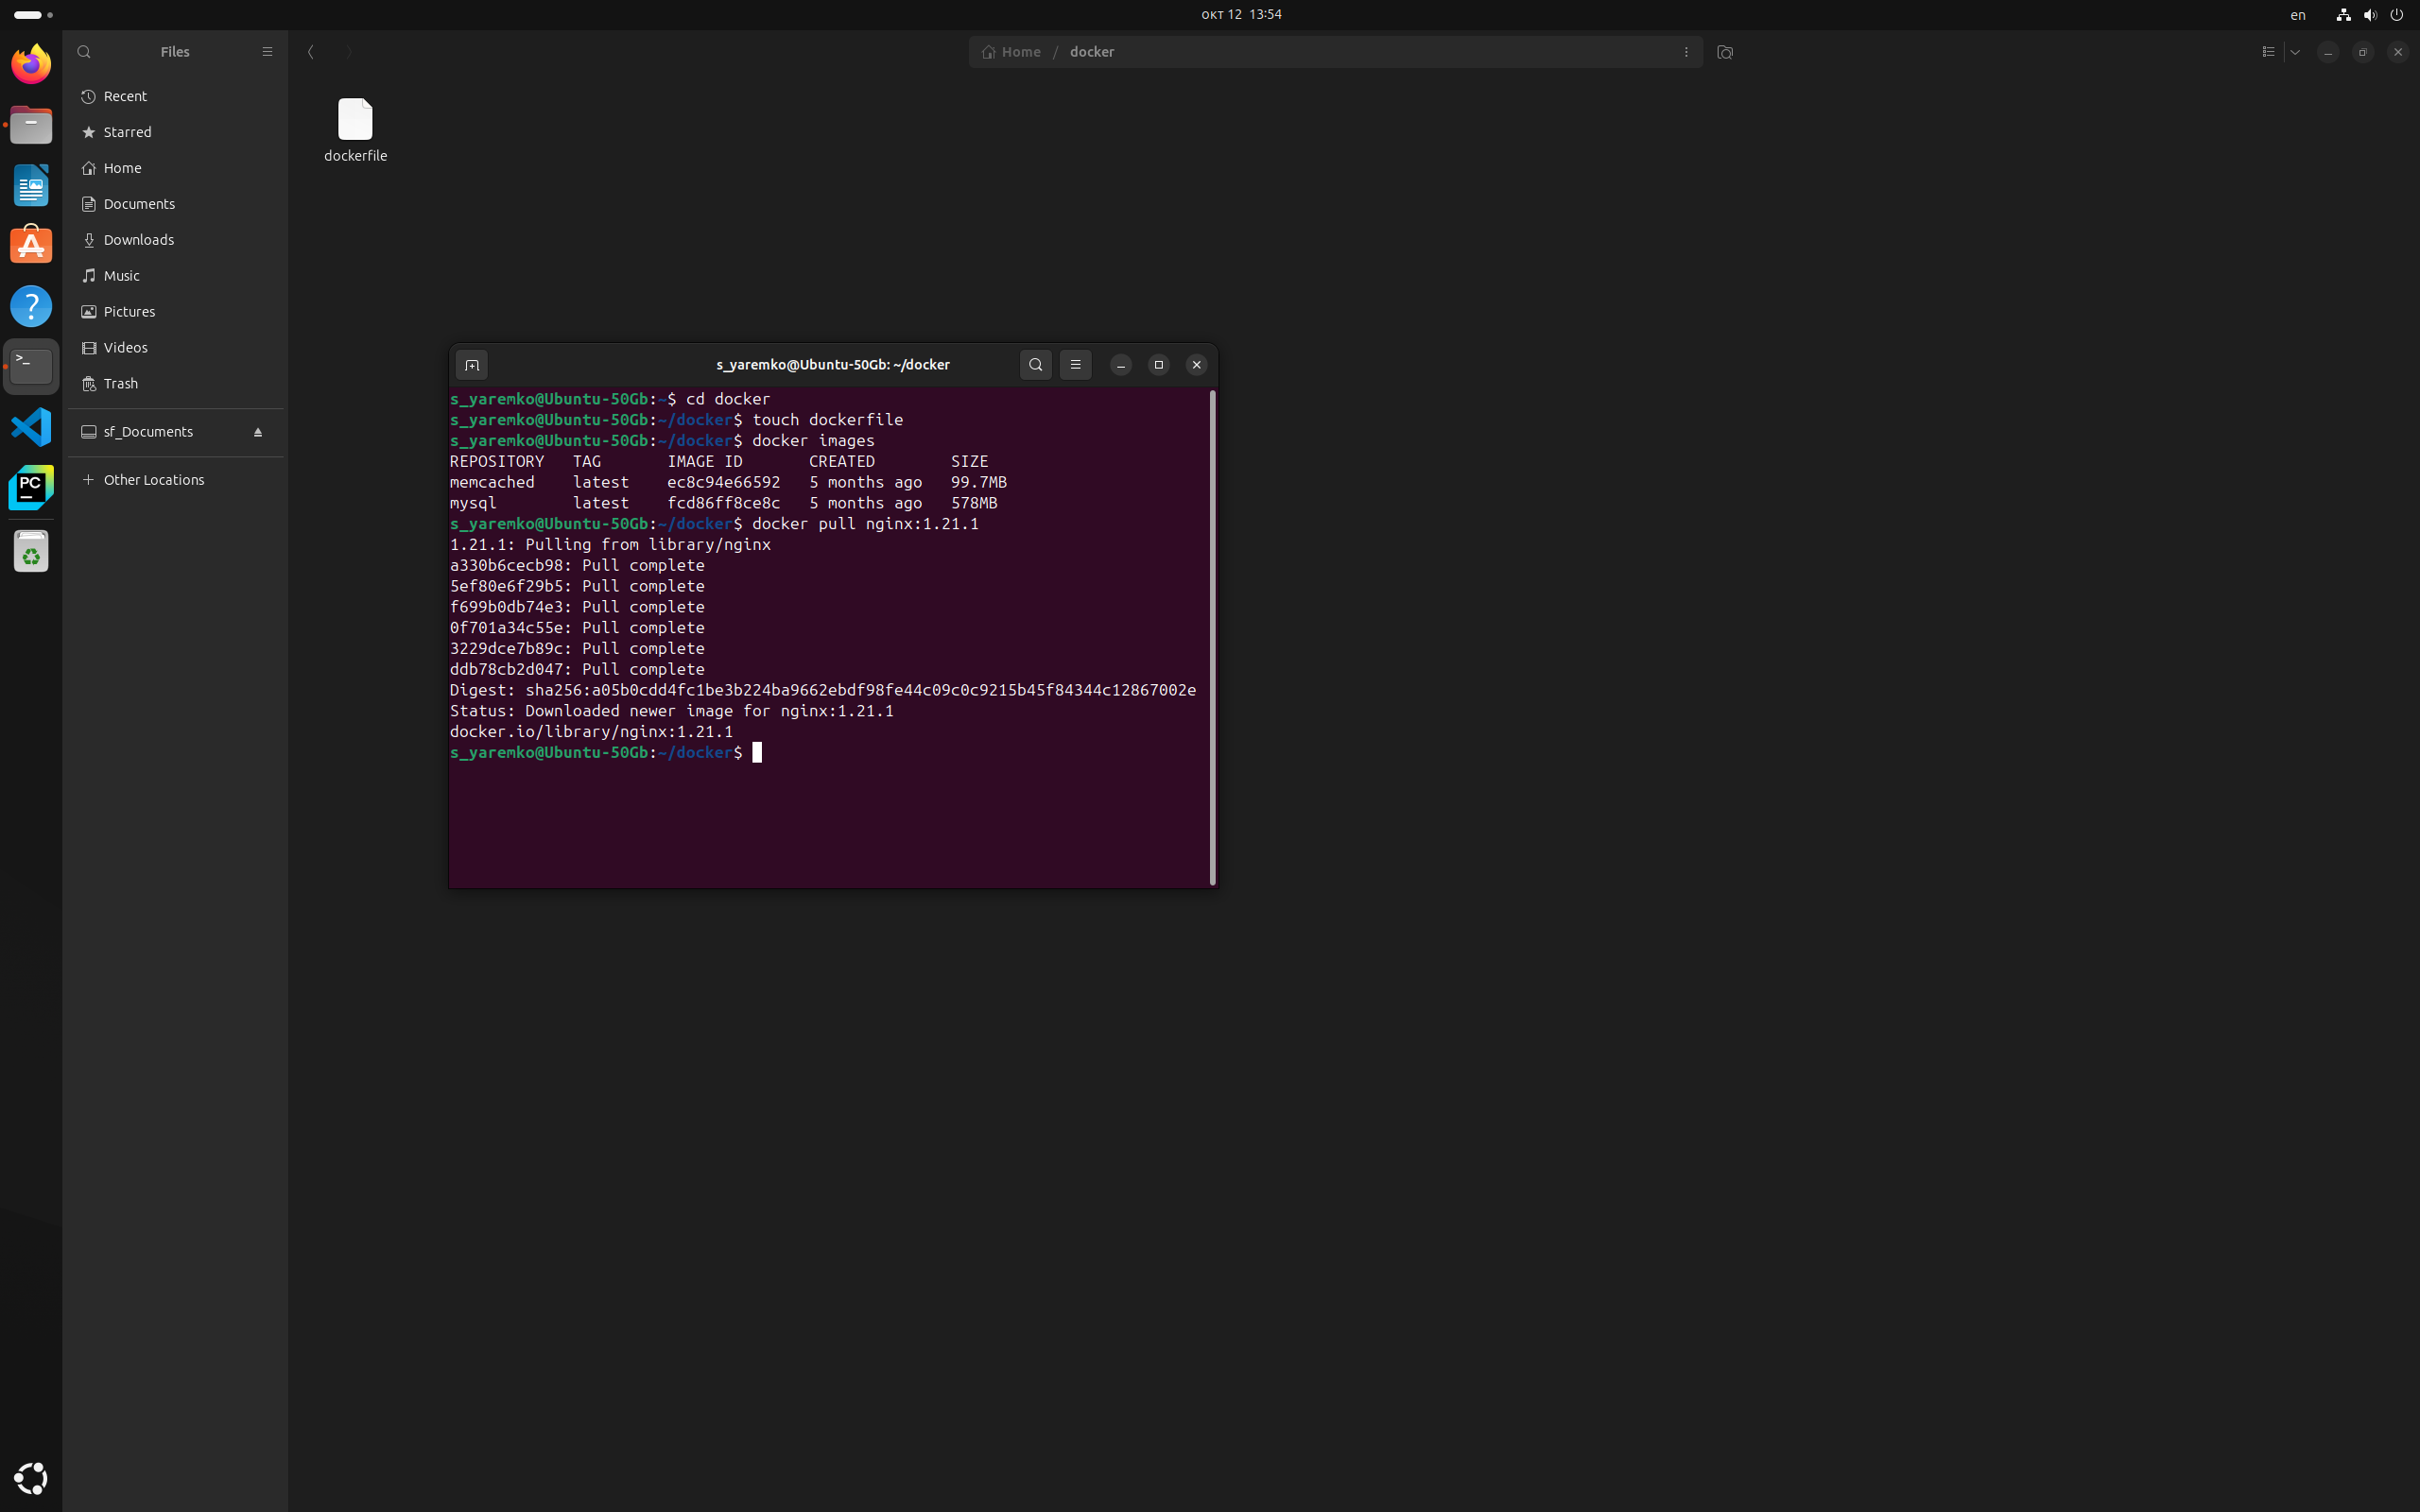 окт 12 13:54
en
Files
Home / docker
Recent
Starred
Home
Documents
Downloads
Music
Pictures
Videos
Trash
sf_Documents
Other Locations
dockerfile
>_
PC
s_yaremko@Ubuntu-50Gb: ~/docker
s_yaremko@Ubuntu-50Gb:~$ cd docker
s_yaremko@Ubuntu-50Gb:~/docker$ touch dockerfile
s_yaremko@Ubuntu-50Gb:~/docker$ docker images
REPOSITORY TAG IMAGE ID CREATED SIZE
memcached latest ec8c94e66592 5 months ago 99.7MB
mysql latest fcd86ff8ce8c 5 months ago 578MB
s_yaremko@Ubuntu-50Gb:~/docker$ docker pull nginx:1.21.1
1.21.1: Pulling from library/nginx
a330b6cecb98: Pull complete
5ef80e6f29b5: Pull complete
f699b0db74e3: Pull complete
0f701a34c55e: Pull complete
3229dce7b89c: Pull complete
ddb78cb2d047: Pull complete
Digest: sha256:a05b0cdd4fc1be3b224ba9662ebdf98fe44c09c0c9215b45f84344c12867002e
Status: Downloaded newer image for nginx:1.21.1
docker.io/library/nginx:1.21.1
s_yaremko@Ubuntu-50Gb:~/docker$